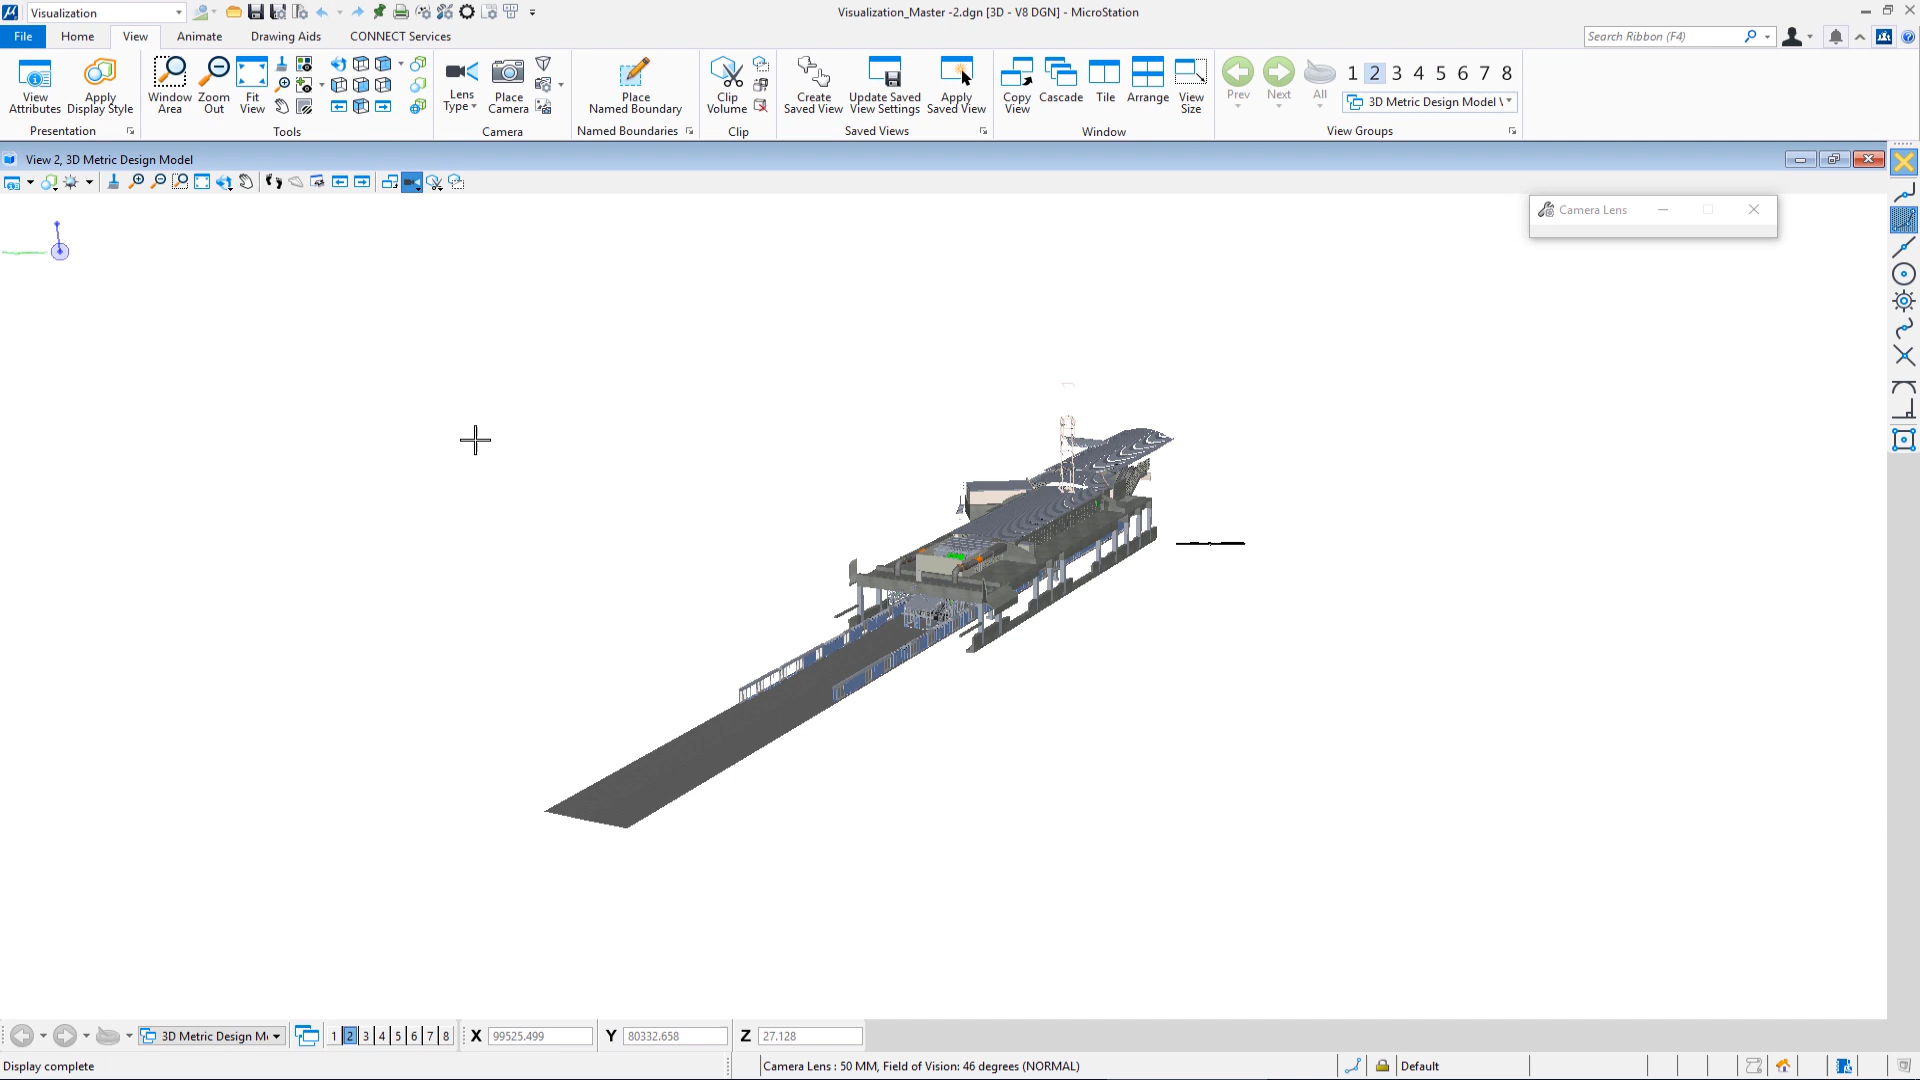 Visualization
Visualization_Master -2.dgn [3D - V8 DGN] - MicroStation
File Home View Animate Drawing Aids CONNECT Services
Search Ribbon (F4)
View Attributes
Apply Display Style
Presentation
Window Area
Zoom Out
Fit View
Tools
Lens Type
Place Camera
Camera
Place Named Boundary
Named Boundaries
Clip Volume
Clip
Create Saved View
Update Saved View Settings
Apply Saved View
Saved Views
Copy View
Cascade
Tile
Arrange
View Size
Window
Prev
Next
All
1 2 3 4 5 6 7 8
3D Metric Design Model \
View Groups
View 2, 3D Metric Design Model
Camera Lens
3D Metric Design M
1 2 3 4 5 6 7 8
X 99525.499
Y 80332.658
Z 27.128
Display complete
Camera Lens : 50 MM, Field of Vision: 46 degrees (NORMAL)
Default